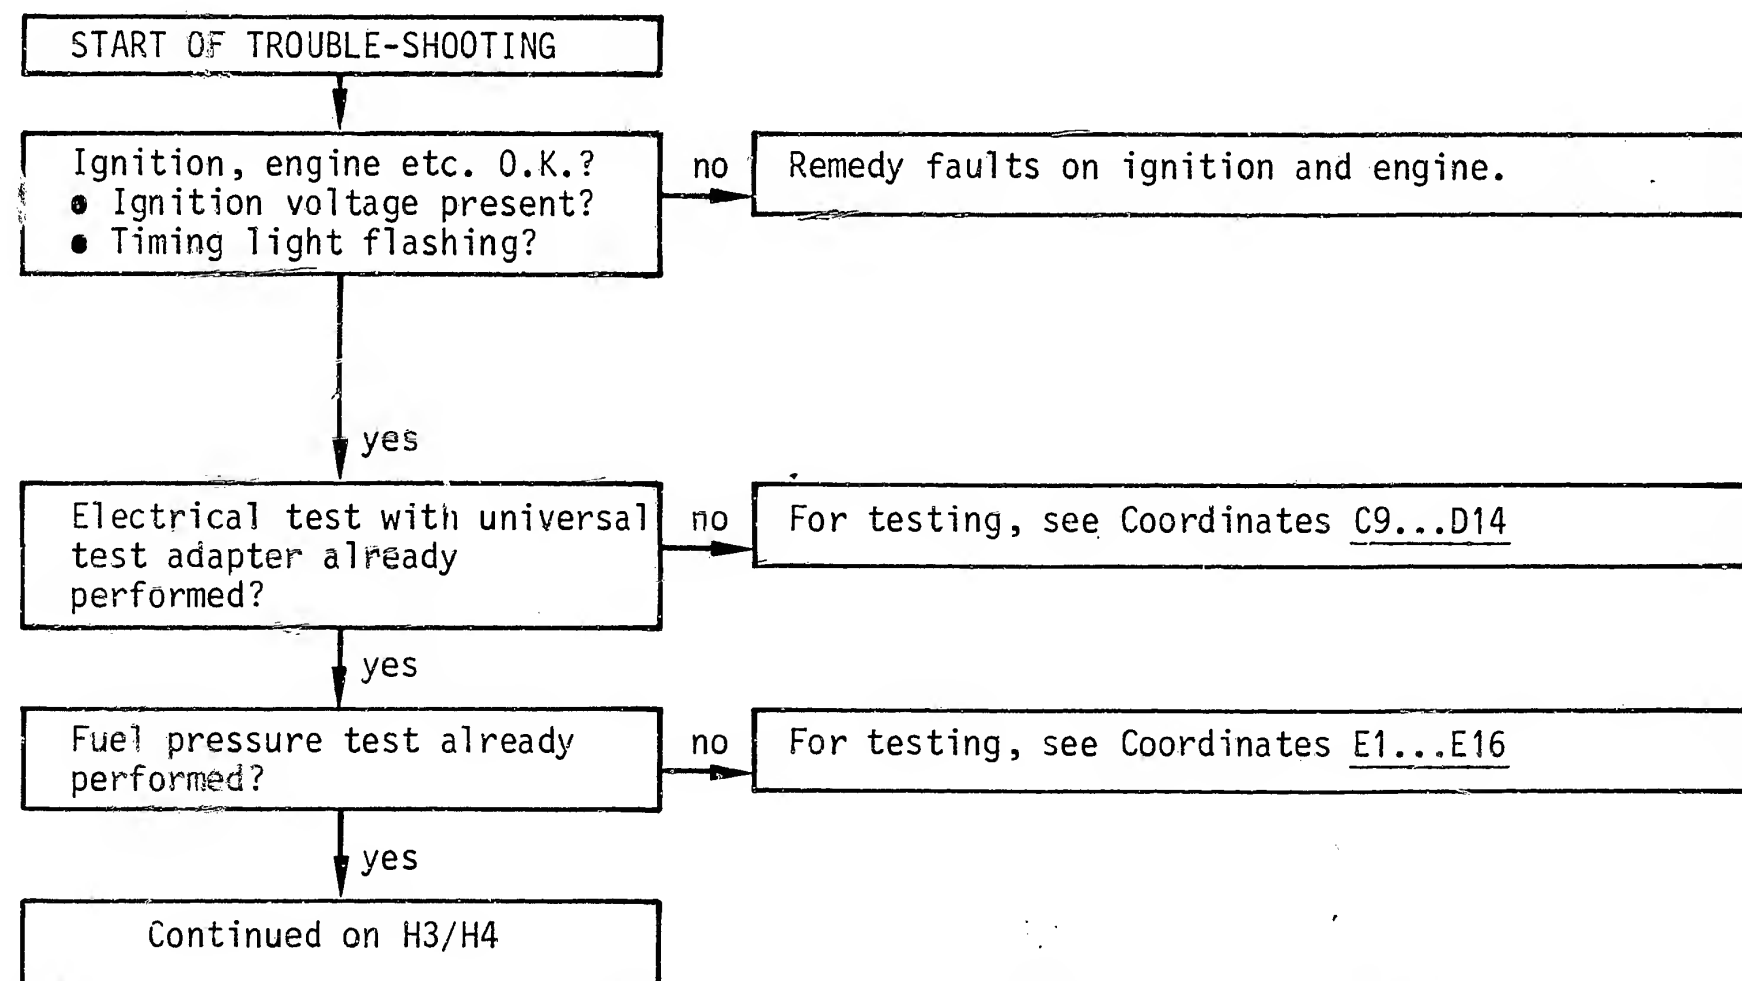 START OF TROUBLE-SHOOTING
Ignition, engine etc. O.K.?
● Ignition voltage present?
● Timing light flashing?
no
Remedy faults on ignition and engine.
yes
Electrical test with universal
test adapter already
performed?
no
For testing, see Coordinates C9...D14
yes
Fuel pressure test already
performed?
no
For testing, see Coordinates E1...E16
yes
Continued on H3/H4